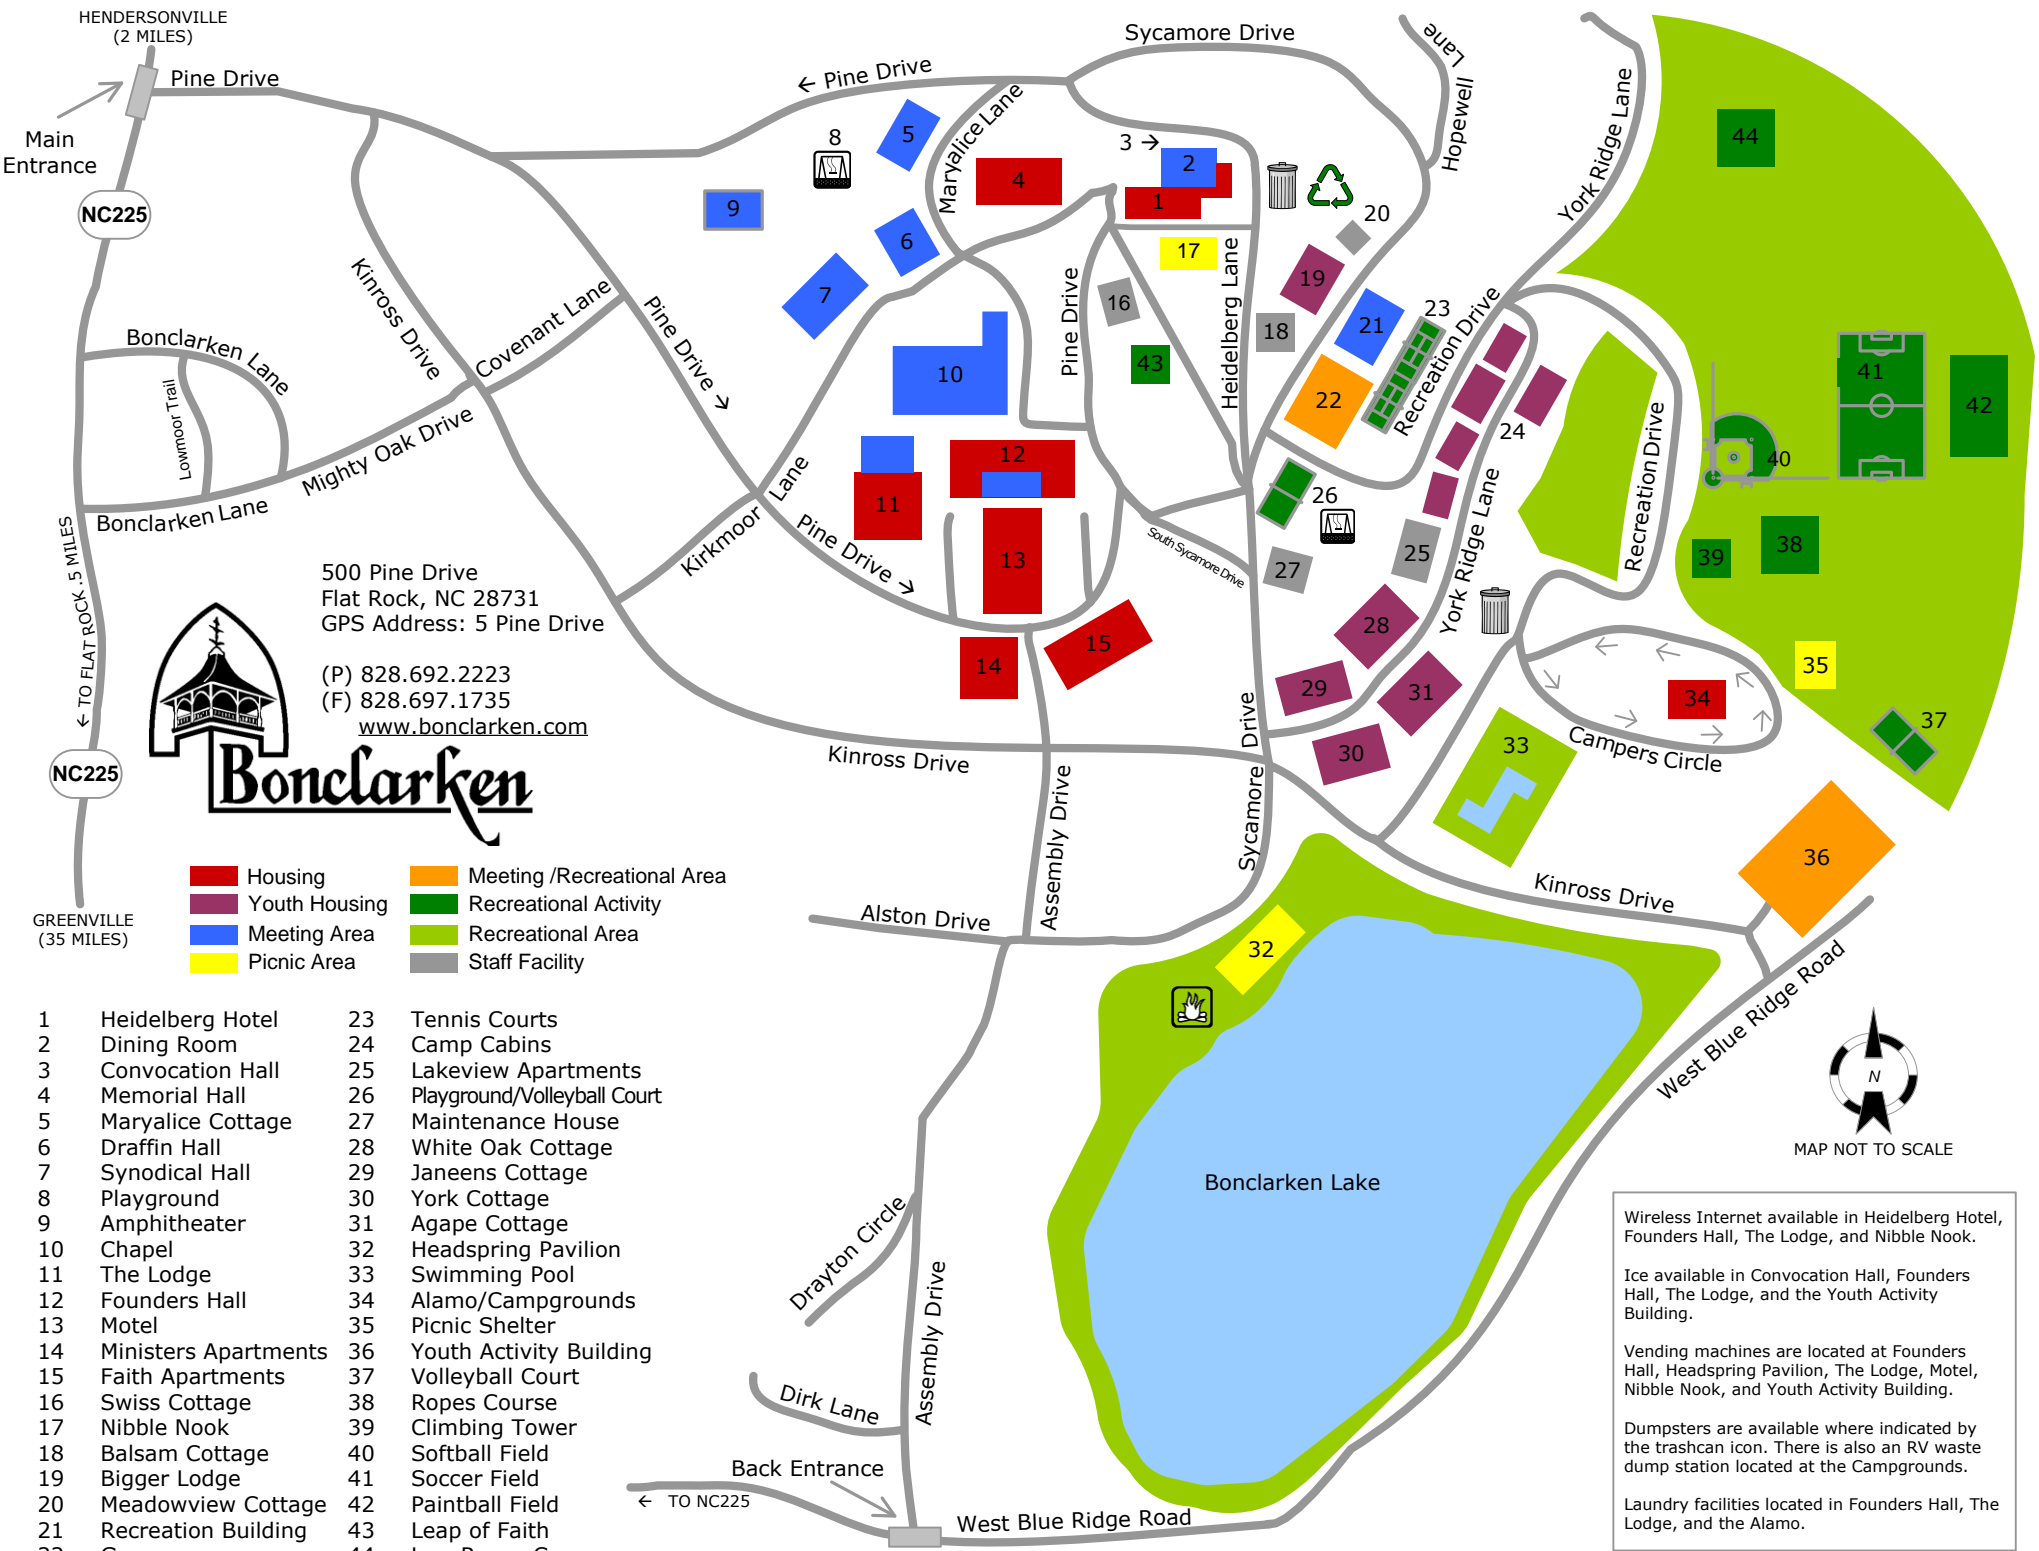 HENDERSONVILLE
(2 MILES)
Pine Drive
Main
Entrance
NC225
← Pine Drive
Sycamore Drive
Hopewell Lane
York Ridge Lane
Maryalice Lane
3 →
2
1
4
5
6
7
8
9
17
20
19
18
16
43
21
22
23
44
Kinross Drive
Covenant Lane
Pine Drive →
Pine Drive
Heidelberg Lane
Recreation Drive
Bonclarken Lane
Lowmoor Trail
Mighty Oak Drive
Bonclarken Lane
10
11
12
13
14
15
24
25
26
27
28
29
30
31
41
42
40
39
38
35
34
37
33
36
32
Kirkmoor Lane
Pine Drive →
South Sycamore Drive
York Ridge Lane
Recreation Drive
← TO FLAT ROCK .5 MILES
500 Pine Drive
Flat Rock, NC 28731
GPS Address: 5 Pine Drive
(P) 828.692.2223
(F) 828.697.1735
www.bonclarken.com
Bonclarken
NC225
Kinross Drive
Sycamore Drive
Campers Circle
Assembly Drive
Kinross Drive
Alston Drive
West Blue Ridge Road
GREENVILLE
(35 MILES)
Housing
Youth Housing
Meeting Area
Picnic Area
Meeting /Recreational Area
Recreational Activity
Recreational Area
Staff Facility
1 Heidelberg Hotel
2 Dining Room
3 Convocation Hall
4 Memorial Hall
5 Maryalice Cottage
6 Draffin Hall
7 Synodical Hall
8 Playground
9 Amphitheater
10 Chapel
11 The Lodge
12 Founders Hall
13 Motel
14 Ministers Apartments
15 Faith Apartments
16 Swiss Cottage
17 Nibble Nook
18 Balsam Cottage
19 Bigger Lodge
20 Meadowview Cottage
21 Recreation Building
23 Tennis Courts
24 Camp Cabins
25 Lakeview Apartments
26 Playground/Volleyball Court
27 Maintenance House
28 White Oak Cottage
29 Janeens Cottage
30 York Cottage
31 Agape Cottage
32 Headspring Pavilion
33 Swimming Pool
34 Alamo/Campgrounds
35 Picnic Shelter
36 Youth Activity Building
37 Volleyball Court
38 Ropes Course
39 Climbing Tower
40 Softball Field
41 Soccer Field
42 Paintball Field
43 Leap of Faith
Bonclarken Lake
Drayton Circle
Assembly Drive
Dirk Lane
Back Entrance
← TO NC225
West Blue Ridge Road
N
MAP NOT TO SCALE
Wireless Internet available in Heidelberg Hotel,
Founders Hall, The Lodge, and Nibble Nook.
Ice available in Convocation Hall, Founders
Hall, The Lodge, and the Youth Activity
Building.
Vending machines are located at Founders
Hall, Headspring Pavilion, The Lodge, Motel,
Nibble Nook, and Youth Activity Building.
Dumpsters are available where indicated by
the trashcan icon. There is also an RV waste
dump station located at the Campgrounds.
Laundry facilities located in Founders Hall, The
Lodge, and the Alamo.